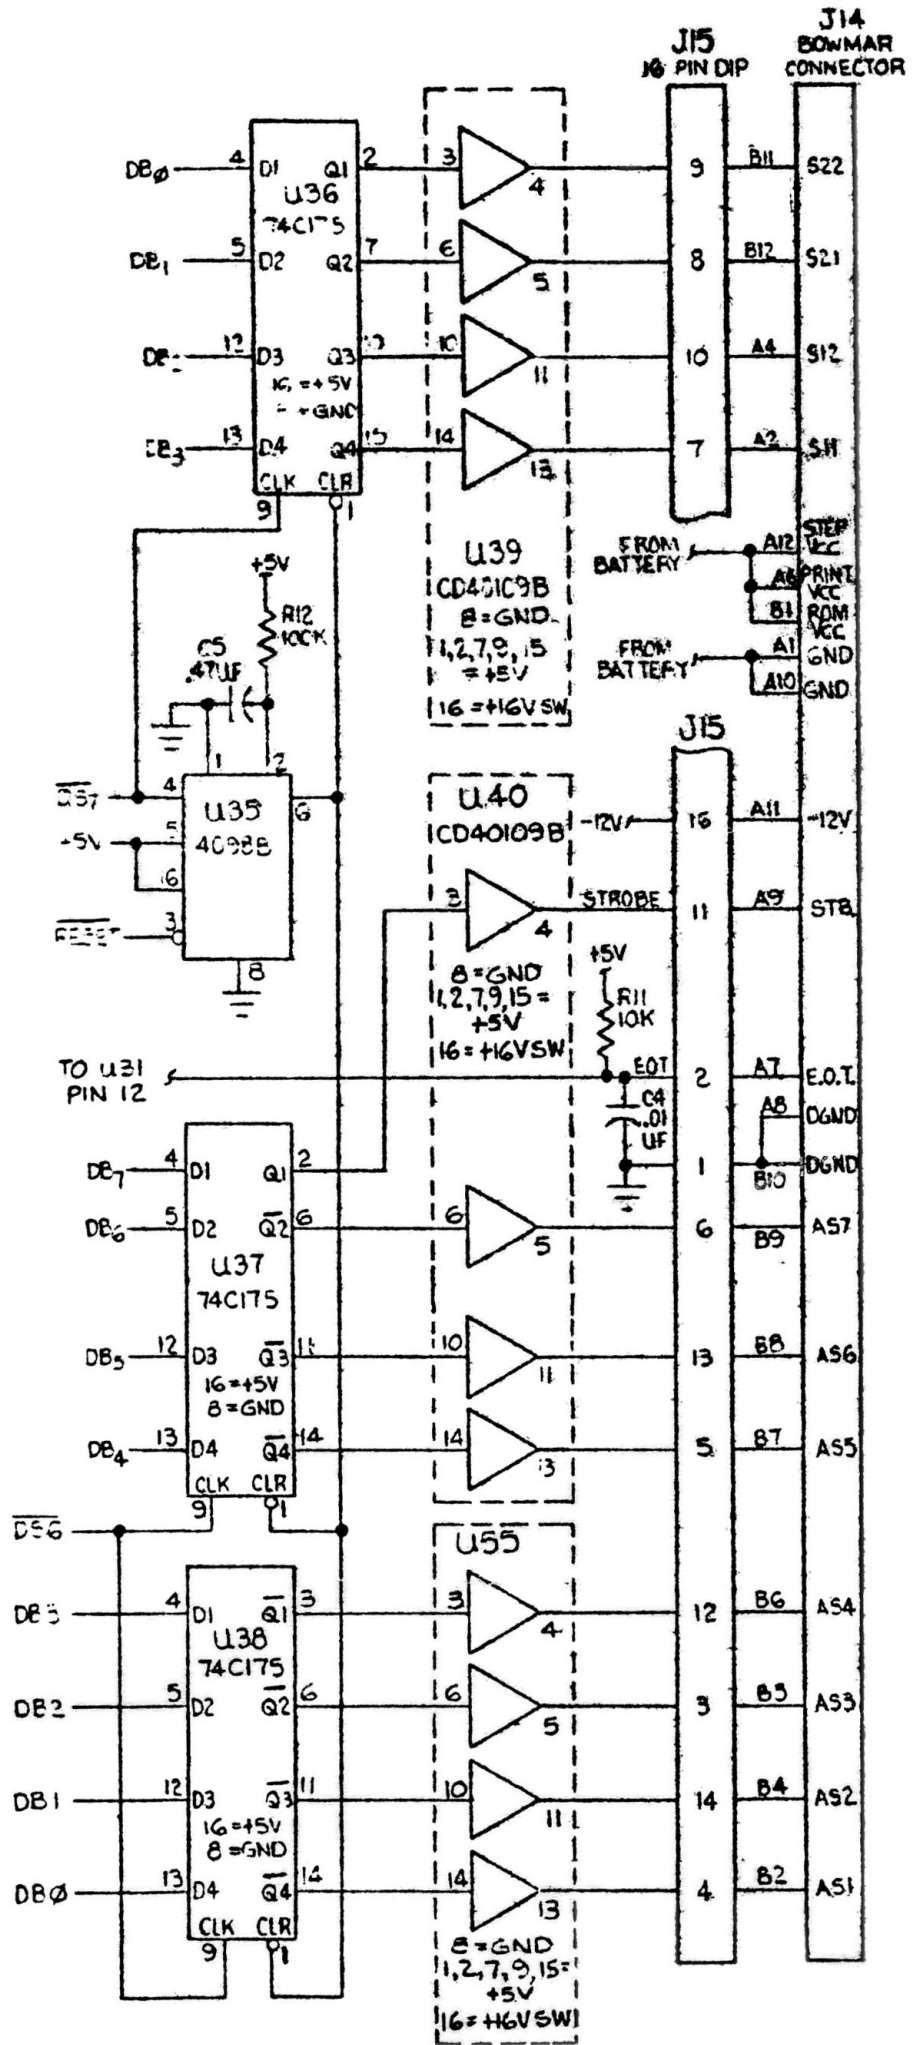 J14
BOWMAR
CONNECTOR
J15
16 PIN DIP
DBø 4 D1 Q1 2 3 4 9 B11 S22
U36
74C175
DB1 5 D2 Q2 7 6 5 8 B12 S21
12 D3 Q3 10 10 11 10 A4 S12
16 = +5V
= GND
DB3 13 D4 Q4 15 14 13 7 A2 S11
CLK CLR
9 1
U39
CD40109B
8 = GND
1,2,7,9,15
= +5V
16 = +16V SW
FROM
BATTERY
A12 STEP
VCC
A6 PRINT
VCC
B1 ROM
VCC
FROM
BATTERY
A1 GND
A10 GND
+5V
R12
100K
C5
.47UF
1 2
DS7 4 U35 6
+5V 5 4098B
16
RESET 3
8
J15
U40
CD40109B
-12V 16 A11 -12V
3 4 STROBE 11 A9 STB
8 = GND
1,2,7,9,15 =
+5V
16 = +16V SW
+5V
R11
10K
TO U31
PIN 12
EOT 2 A7 E.O.T.
C4
.01
UF
A8 DGND
1 B10 DGND
DB7 4 D1 Q1 2
DB6 5 D2 Q2 6 6 5 6 B9 AS7
U37
74C175
DB5 12 D3 Q3 11 10 11 13 B8 AS6
16 = +5V
8 = GND
DB4 13 D4 Q4 14 14 13 5 B7 AS5
CLK CLR
9 1
DS6
U55
DB3 4 D1 Q1 3 3 4 12 B6 AS4
U38
74C175
DB2 5 D2 Q2 6 6 5 3 B3 AS3
DB1 12 D3 Q3 11 10 11 14 B4 AS2
16 = +5V
8 = GND
DBø 13 D4 Q4 14 14 13 4 B2 AS1
CLK CLR
9 1
8 = GND
1,2,7,9,15 =
+5V
16 = +16V SW